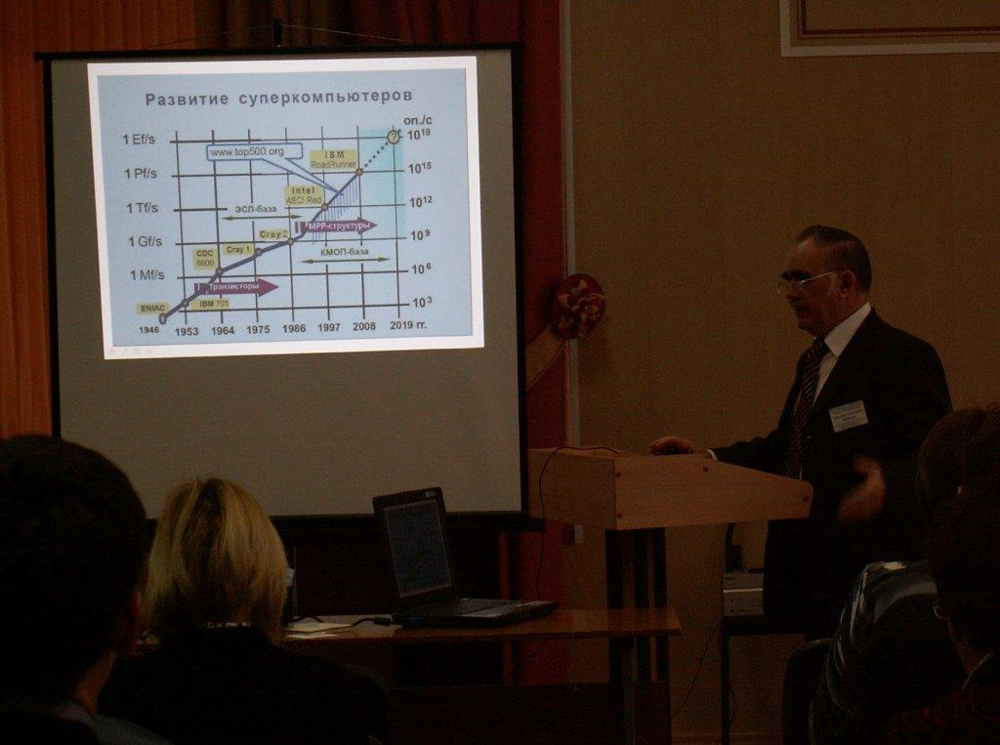 Развитие суперкомпьютеров
оп./с
1 Ef/s
?
10^18
www.top500.org
IBM
RoadRunner
1 Pf/s
10^15
Intel
ASCI Red
1 Tf/s
10^12
ЭСЛ-база
МРР-структуры
Cray 2
1 Gf/s
10^9
CDC
6600
Cray 1
КМОП-база
1 Mf/s
10^6
Транзисторы
ENIAC
IBM 701
10^3
1946 1953 1964 1975 1986 1997 2008 2019 гг.